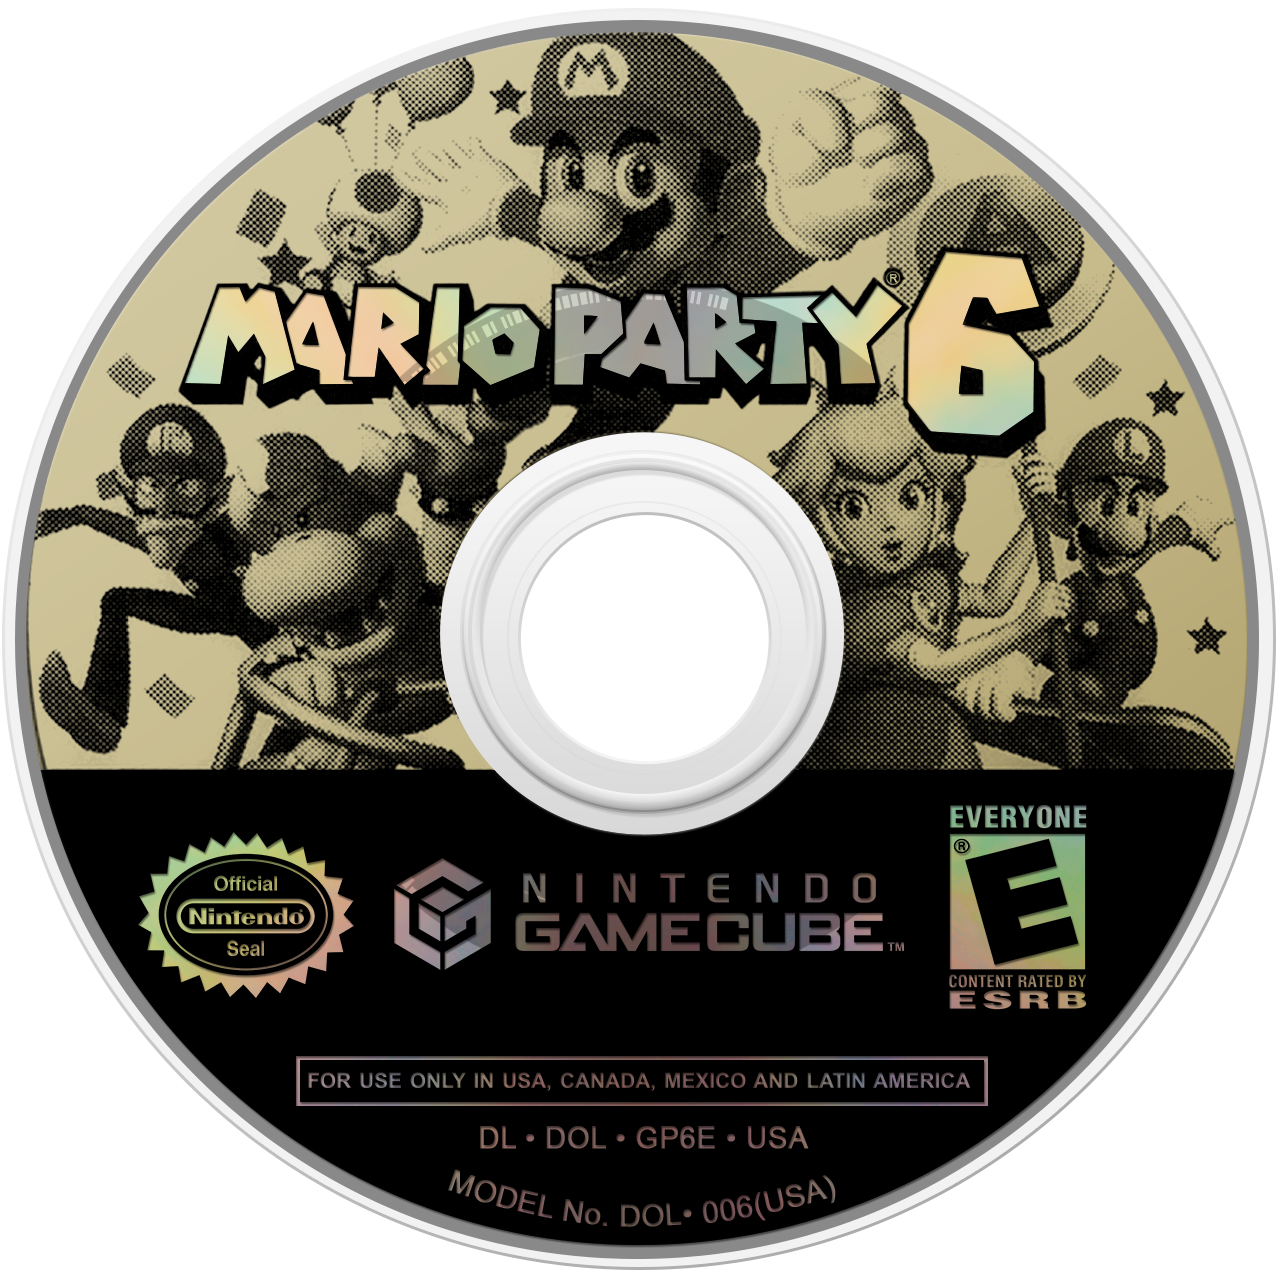 M
MARIO PARTY 6 ®
L
Official
Nintendo®
Seal
NINTENDO
GAMECUBE™
EVERYONE
E®
CONTENT RATED BY
ESRB
FOR USE ONLY IN USA, CANADA, MEXICO AND LATIN AMERICA
DL • DOL • GP6E • USA
MODEL No. DOL• 006(USA)